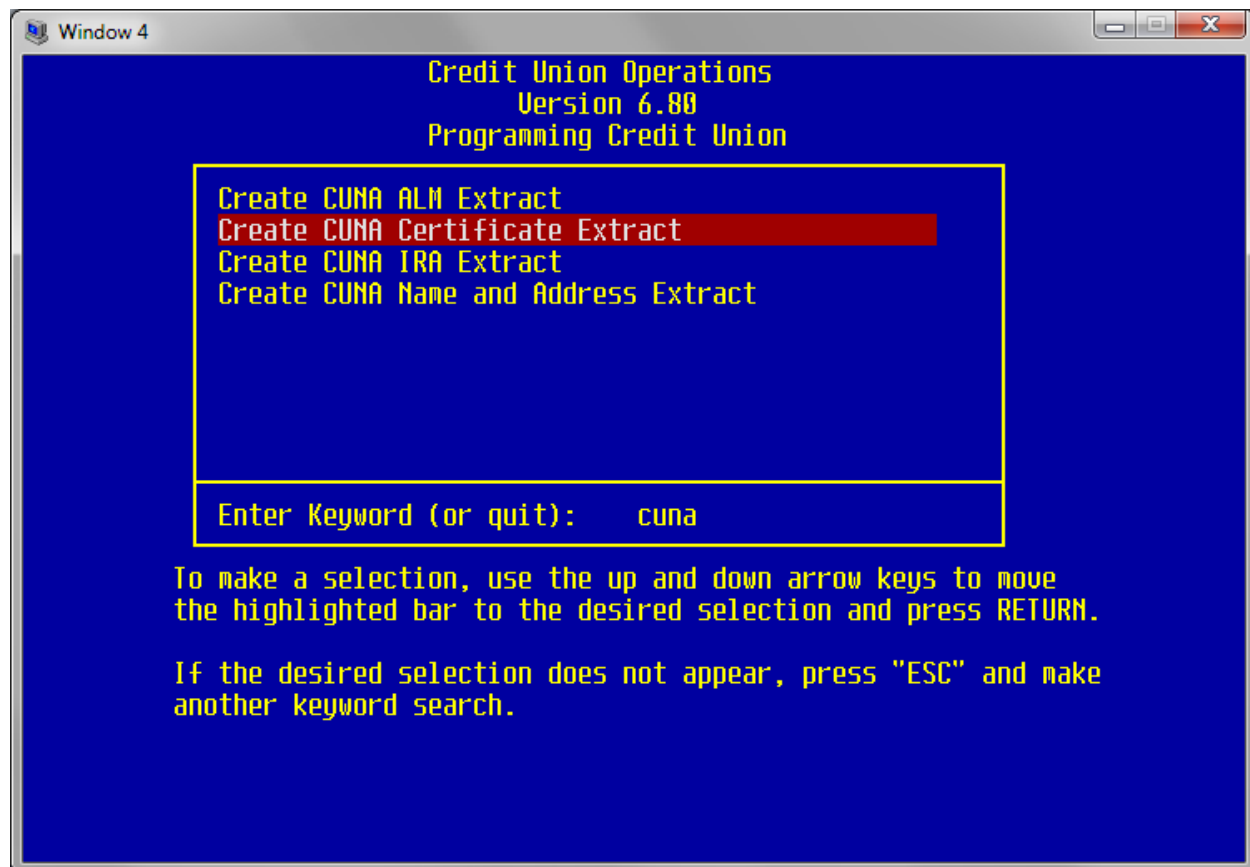 Window 4
Credit Union Operations
Version 6.80
Programming Credit Union
Create CUNA ALM Extract
Create CUNA Certificate Extract
Create CUNA IRA Extract
Create CUNA Name and Address Extract
Enter Keyword (or quit): cuna
To make a selection, use the up and down arrow keys to move
the highlighted bar to the desired selection and press RETURN.
If the desired selection does not appear, press "ESC" and make
another keyword search.